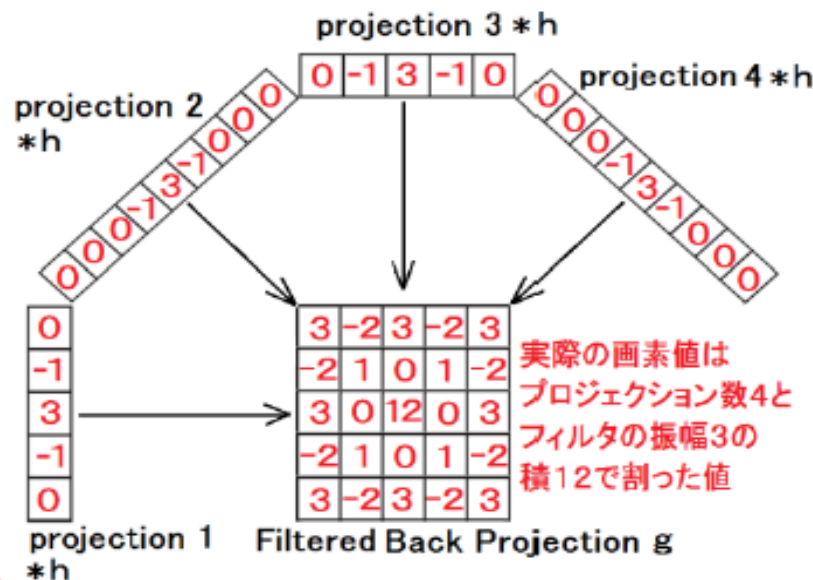 projection 3 *h
0 -1 3 -1 0
projection 4 *h
0 0 0 -1 3 -1 0 0 0
projection 2
*h
0 0 0 -1 3 -1 0 0 0
0
-1
3
-1
0
projection 1
*h
3 -2 3 -2 3
-2 1 0 1 -2
3 0 12 0 3
-2 1 0 1 -2
3 -2 3 -2 3
Filtered Back Projection g
実際の画素値は
プロジェクション数4と
フィルタの振幅3の
積12で割った値